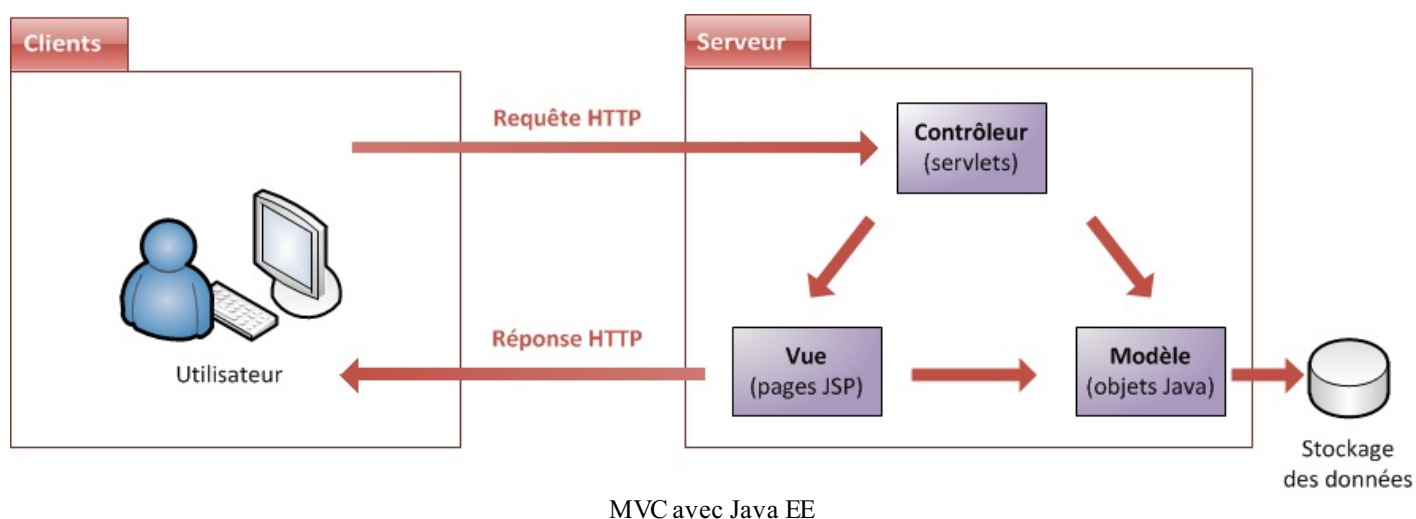 Clients
Serveur
Requête HTTP
Contrôleur
(servlets)
Réponse HTTP
Utilisateur
Vue
(pages JSP)
Modèle
(objets Java)
Stockage
des données
MVC avec Java EE